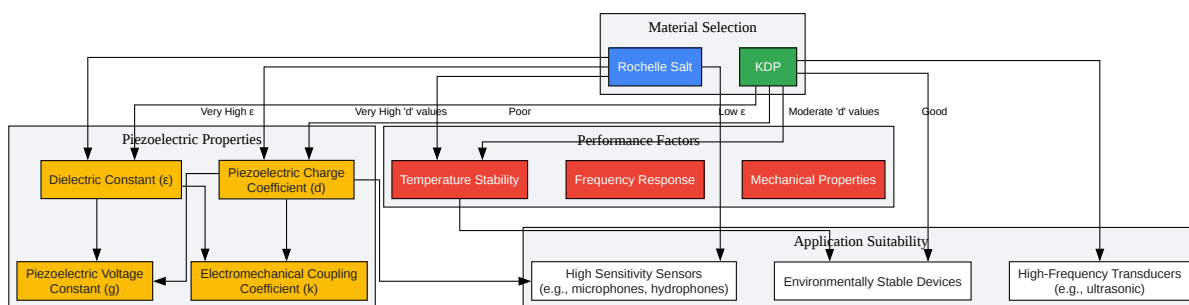 Material Selection
Rochelle Salt
KDP
Very High ε
Very High 'd' values
Poor
Low ε
Moderate 'd' values
Good
Piezoelectric Properties
Performance Factors
Dielectric Constant (ε)
Piezoelectric Charge
Coefficient (d)
Temperature Stability
Frequency Response
Mechanical Properties
Application Suitability
Piezoelectric Voltage
Constant (g)
Electromechanical Coupling
Coefficient (k)
High Sensitivity Sensors
(e.g., microphones, hydrophones)
Environmentally Stable Devices
High-Frequency Transducers
(e.g., ultrasonic)